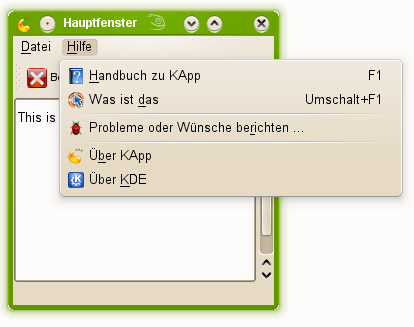 Hauptfenster
Datei Hilfe
Handbuch zu KApp F1
Was ist das Umschalt+F1
Probleme oder Wünsche berichten ...
Über KApp
Über KDE
This is